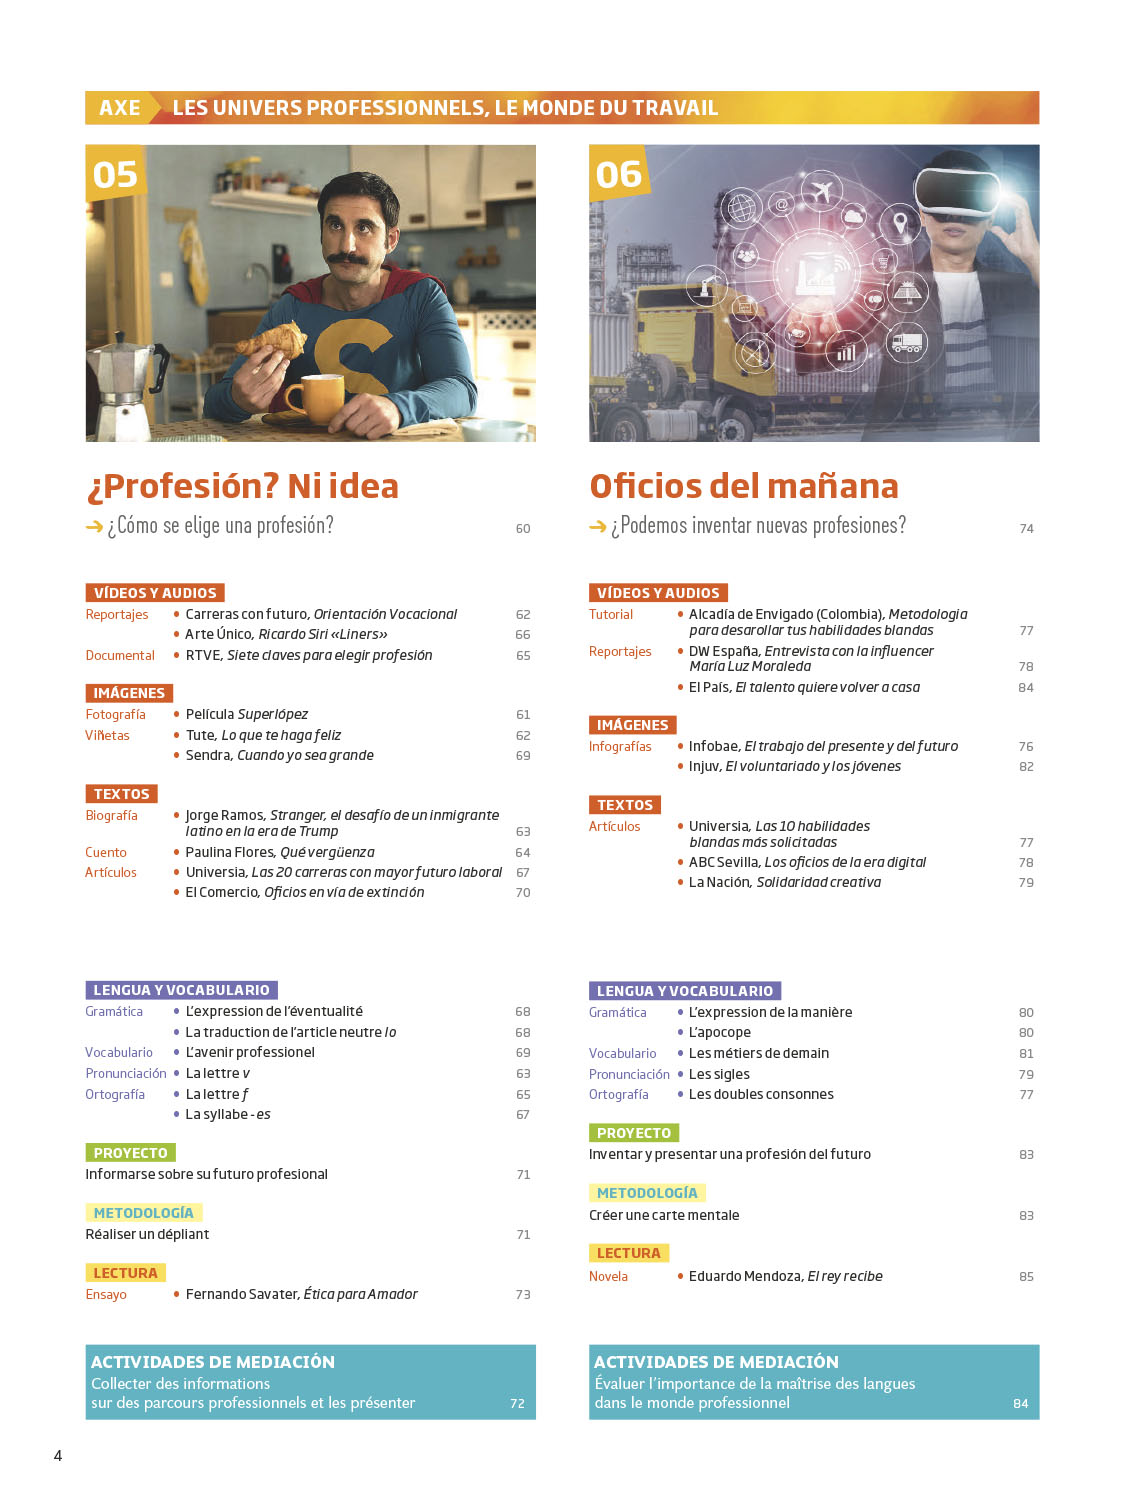 AXE LES UNIVERS PROFESSIONNELS, LE MONDE DU TRAVAIL
05
¿Profesión? Ni idea
➔ ¿Cómo se elige una profesión? 60
VÍDEOS Y AUDIOS
Reportajes • Carreras con futuro, Orientación Vocacional 62
• Arte Único, Ricardo Siri «Liners» 66
Documental • RTVE, Siete claves para elegir profesión 65
IMÁGENES
Fotografía • Película Superlópez 61
Viñetas • Tute, Lo que te haga feliz 62
• Sendra, Cuando yo sea grande 69
TEXTOS
Biografía • Jorge Ramos, Stranger, el desafío de un inmigrante
latino en la era de Trump 63
Cuento • Paulina Flores, Qué vergüenza 64
Artículos • Universia, Las 20 carreras con mayor futuro laboral 67
• El Comercio, Oficios en vía de extinción 70
LENGUA Y VOCABULARIO
Gramática • L'expression de l'éventualité 68
• La traduction de l'article neutre lo 68
Vocabulario • L'avenir professionel 69
Pronunciación • La lettre v 63
Ortografía • La lettre f 65
• La syllabe -es 67
PROYECTO
Informarse sobre su futuro profesional 71
METODOLOGÍA
Réaliser un dépliant 71
LECTURA
Ensayo • Fernando Savater, Ética para Amador 73
ACTIVIDADES DE MEDIACIÓN
Collecter des informations
sur des parcours professionnels et les présenter 72
06
Oficios del mañana
➔ ¿Podemos inventar nuevas profesiones? 74
VÍDEOS Y AUDIOS
Tutorial • Alcadía de Envigado (Colombia), Metodologia
para desarollar tus habilidades blandas 77
Reportajes • DW España, Entrevista con la influencer
María Luz Moraleda 78
• El País, El talento quiere volver a casa 84
IMÁGENES
Infografías • Infobae, El trabajo del presente y del futuro 76
• Injuv, El voluntariado y los jóvenes 82
TEXTOS
Artículos • Universia, Las 10 habilidades
blandas más solicitadas 77
• ABC Sevilla, Los oficios de la era digital 78
• La Nación, Solidaridad creativa 79
LENGUA Y VOCABULARIO
Gramática • L'expression de la manière 80
• L'apocope 80
Vocabulario • Les métiers de demain 81
Pronunciación • Les sigles 79
Ortografía • Les doubles consonnes 77
PROYECTO
Inventar y presentar una profesión del futuro 83
METODOLOGÍA
Créer une carte mentale 83
LECTURA
Novela • Eduardo Mendoza, El rey recibe 85
ACTIVIDADES DE MEDIACIÓN
Évaluer l'importance de la maîtrise des langues
dans le monde professionnel 84
4